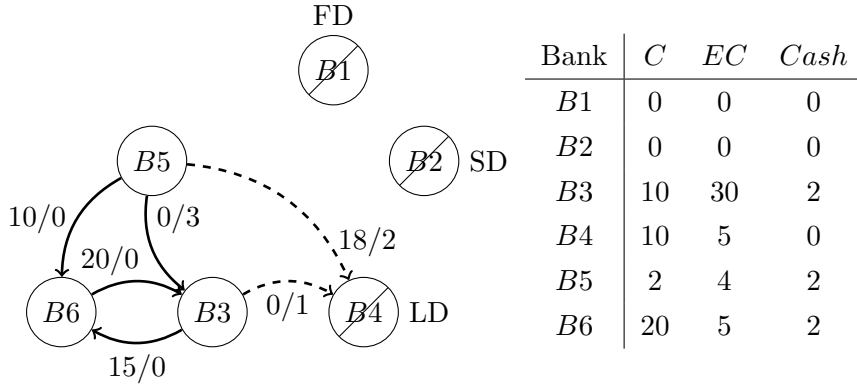 FD
B1
B2 SD
B5
10/0
0/3
20/0
18/2
B6
B3
0/1
B4 LD
15/0
Bank C EC Cash
B1 0 0 0
B2 0 0 0
B3 10 30 2
B4 10 5 0
B5 2 4 2
B6 20 5 2